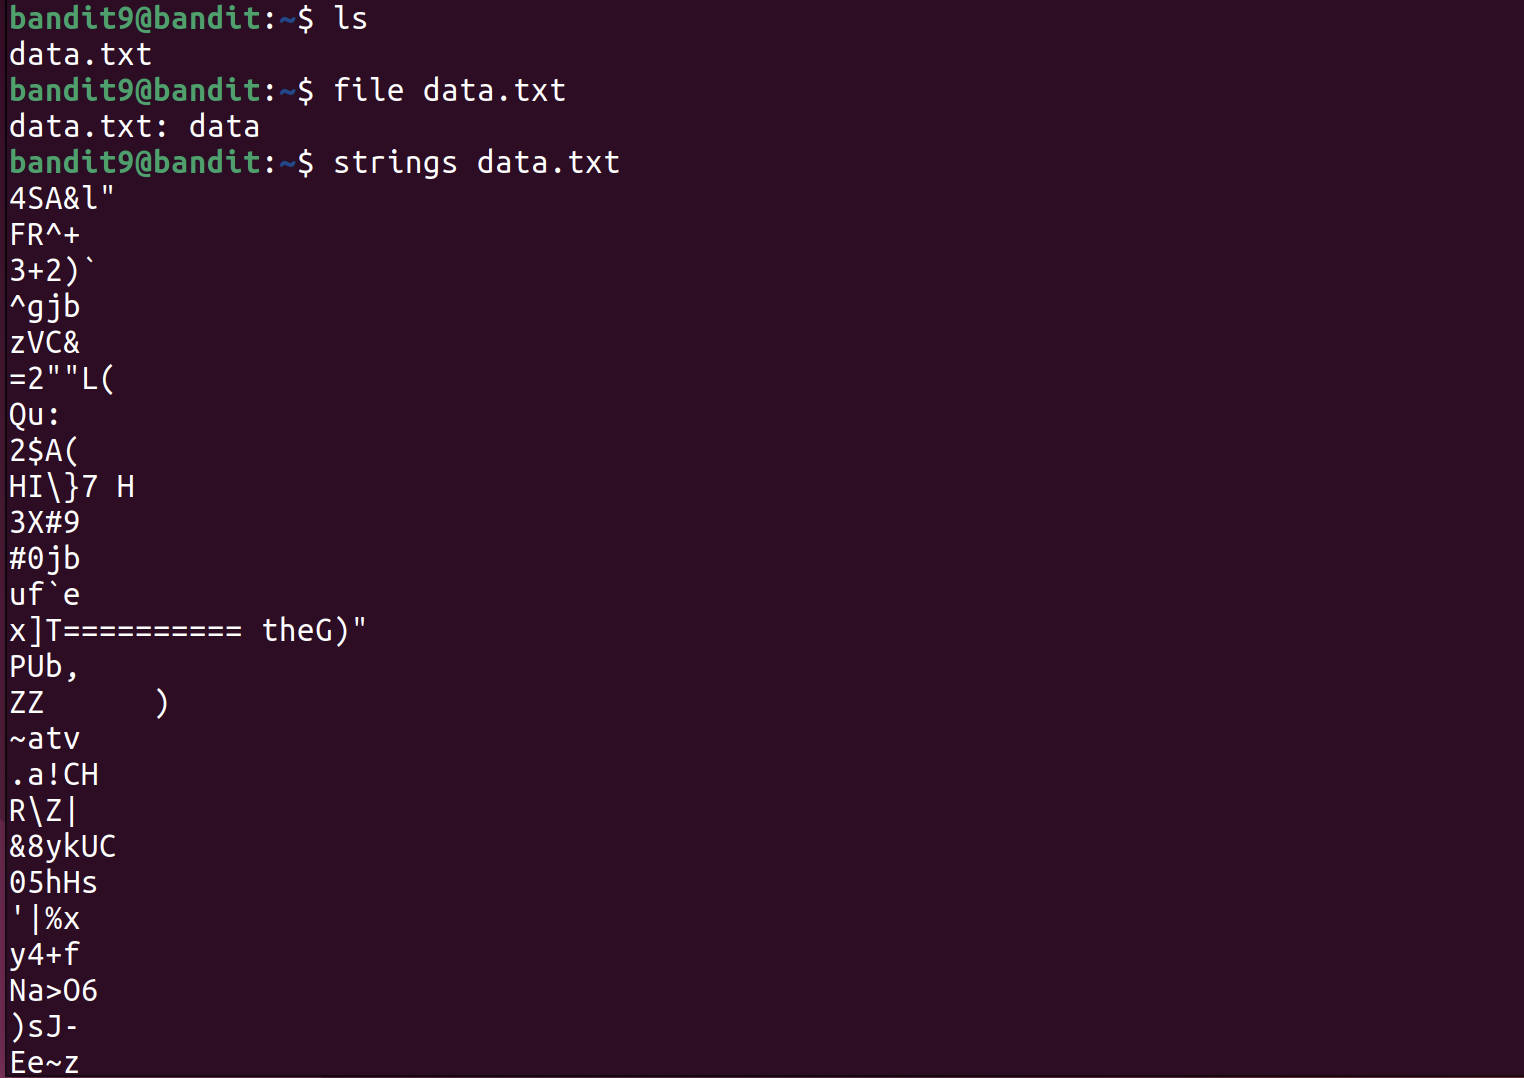 bandit9@bandit:~$ ls
data.txt
bandit9@bandit:~$ file data.txt
data.txt: data
bandit9@bandit:~$ strings data.txt
4SA&l"
FR^+
3+2)`
^gjb
zVC&
=2""L(
Qu:
2$A(
HI\}7 H
3X#9
#0jb
uf`e
x]T========== theG)"
PUb,
ZZ      )
~atv
.a!CH
R\Z|
&8ykUC
05hHs
'|%x
y4+f
Na>O6
)sJ-
Ee~z